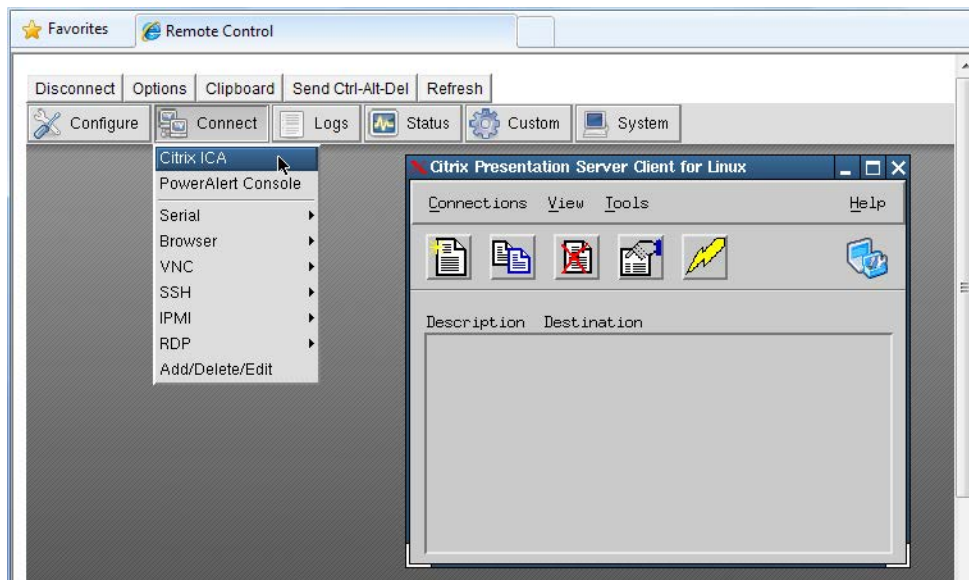 Favorites
Remote Control
Disconnect Options Clipboard Send Ctrl-Alt-Del Refresh
Configure Connect Logs Status Custom System
Citrix ICA
PowerAlert Console
Serial
Browser
VNC
SSH
IPMI
RDP
Add/Delete/Edit
Citrix Presentation Server Client for Linux
Connections View Tools Help
Description Destination